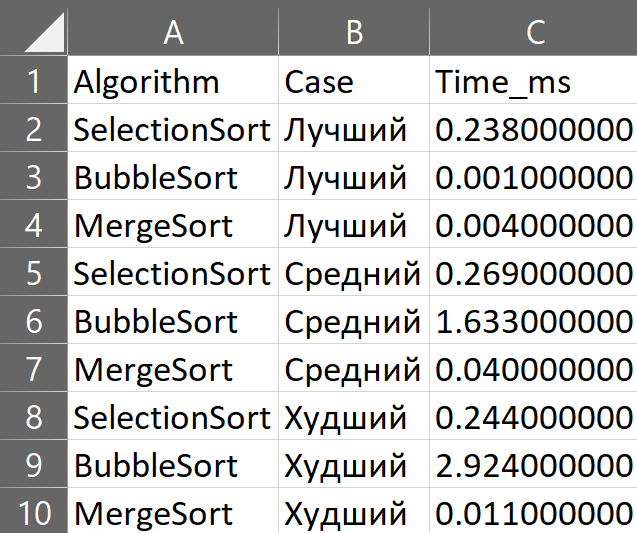 A B C
1 Algorithm Case Time_ms
2 SelectionSort Лучший 0.238000000
3 BubbleSort Лучший 0.001000000
4 MergeSort Лучший 0.004000000
5 SelectionSort Средний 0.269000000
6 BubbleSort Средний 1.633000000
7 MergeSort Средний 0.040000000
8 SelectionSort Худший 0.244000000
9 BubbleSort Худший 2.924000000
10 MergeSort Худший 0.011000000